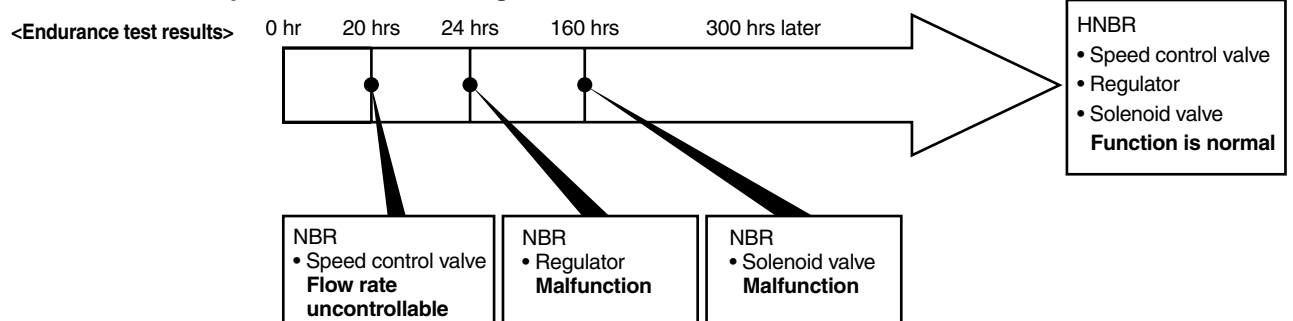 <Endurance test results>
0 hr 20 hrs 24 hrs 160 hrs 300 hrs later
HNBR
• Speed control valve
• Regulator
• Solenoid valve
Function is normal
NBR
• Speed control valve
Flow rate
uncontrollable
NBR
• Regulator
Malfunction
NBR
• Solenoid valve
Malfunction